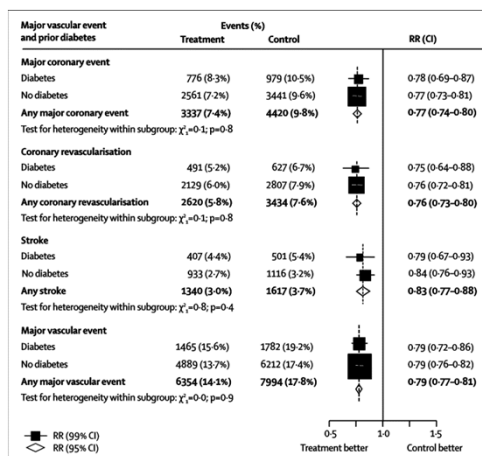 Major vascular event and prior diabetes Events (%) RR (CI)
Treatment Control
Major coronary event
Diabetes 776 (8·3%) 979 (10·5%) 0·78 (0·69–0·87)
No diabetes 2561 (7·2%) 3441 (9·6%) 0·77 (0·73–0·81)
Any major coronary event 3337 (7·4%) 4420 (9·8%) 0·77 (0·74–0·80)
Test for heterogeneity within subgroup: χ²₁=0·1; p=0·8
Coronary revascularisation
Diabetes 491 (5·2%) 627 (6·7%) 0·75 (0·64–0·88)
No diabetes 2129 (6·0%) 2807 (7·9%) 0·76 (0·72–0·81)
Any coronary revascularisation 2620 (5·8%) 3434 (7·6%) 0·76 (0·73–0·80)
Test for heterogeneity within subgroup: χ²₁=0·1; p=0·8
Stroke
Diabetes 407 (4·4%) 501 (5·4%) 0·79 (0·67–0·93)
No diabetes 933 (2·7%) 1116 (3·2%) 0·84 (0·76–0·93)
Any stroke 1340 (3·0%) 1617 (3·7%) 0·83 (0·77–0·88)
Test for heterogeneity within subgroup: χ²₁=0·8; p=0·4
Major vascular event
Diabetes 1465 (15·6%) 1782 (19·2%) 0·79 (0·72–0·86)
No diabetes 4889 (13·7%) 6212 (17·4%) 0·79 (0·76–0·82)
Any major vascular event 6354 (14·1%) 7994 (17·8%) 0·79 (0·77–0·81)
Test for heterogeneity within subgroup: χ²₁=0·0; p=0·9
RR (99% CI)
RR (95% CI)
0·5 1·0 1·5
Treatment better Control better